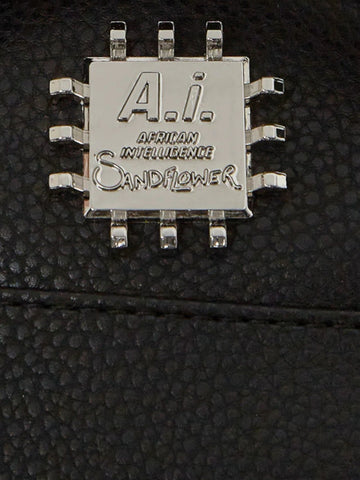 A.i.
AFRICAN
INTELLIGENCE
SANDFLOWER